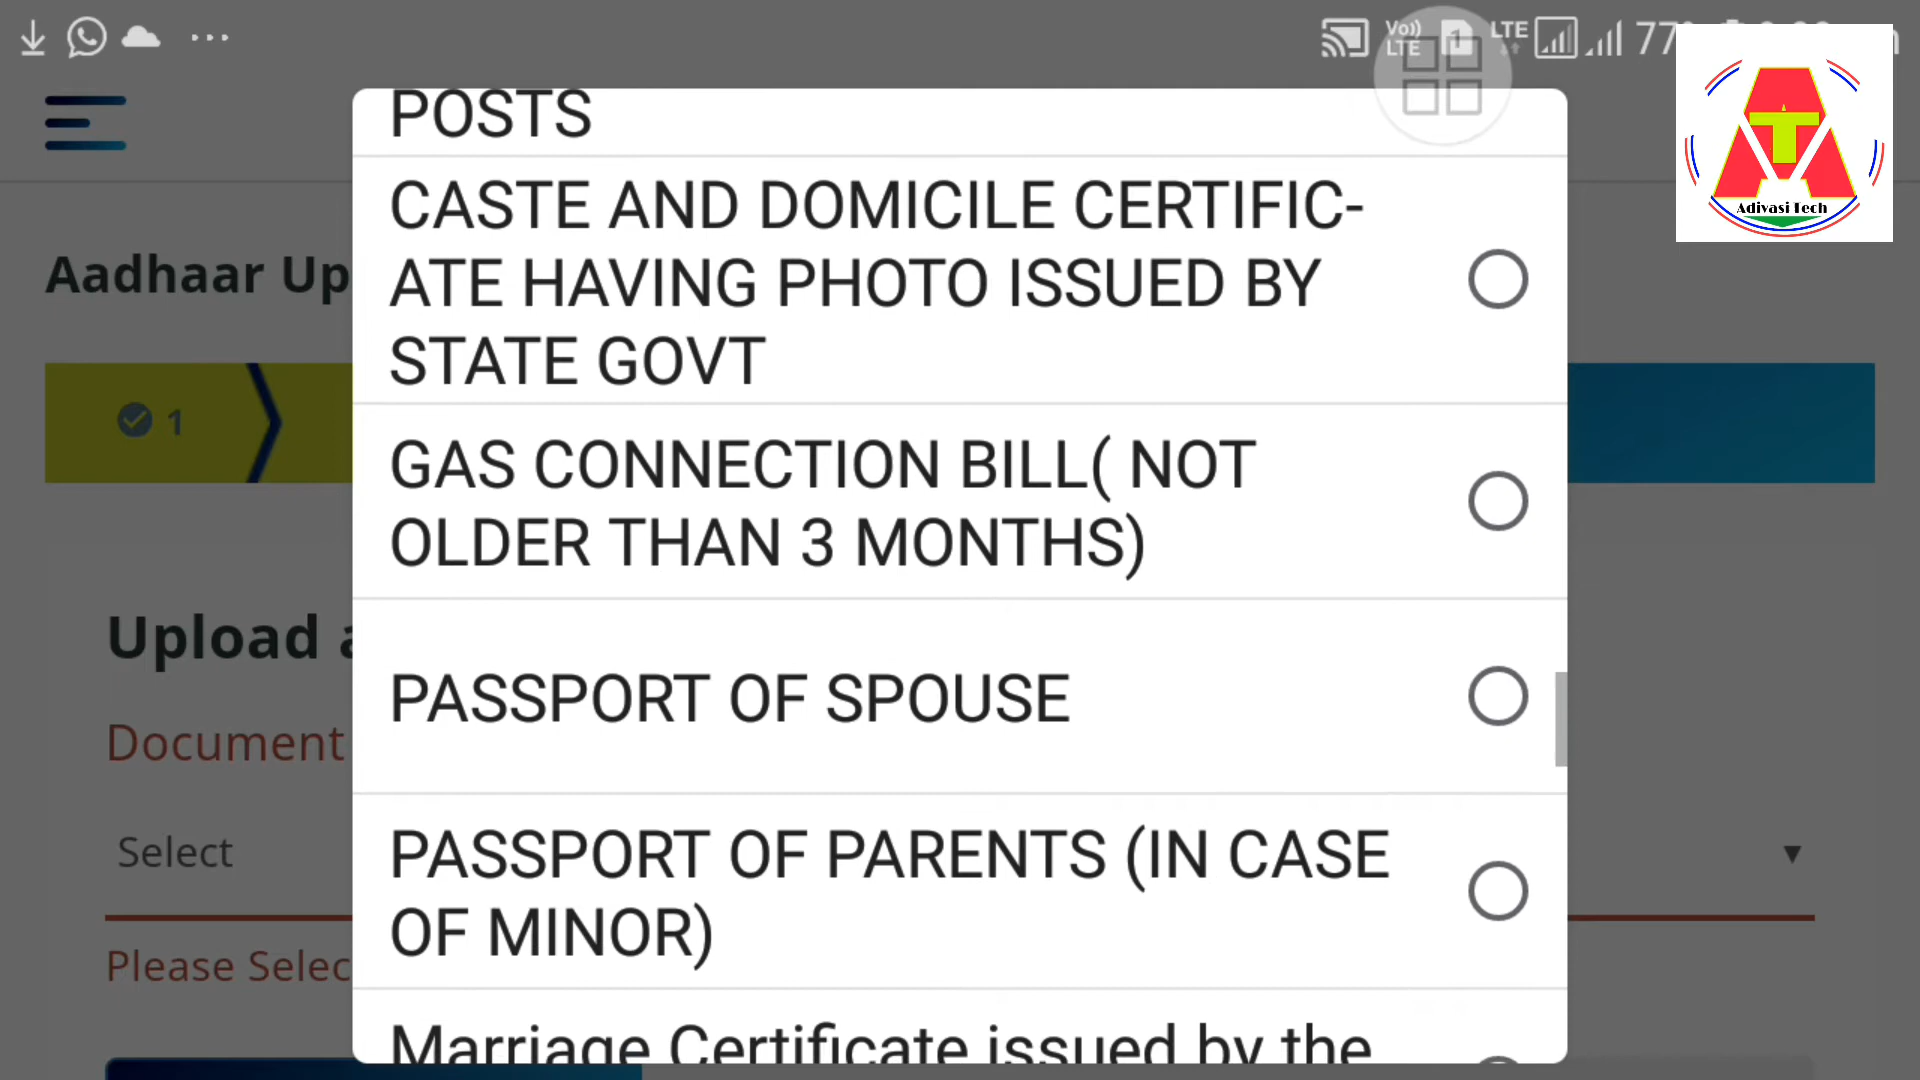 Vo)) LTE
1
LTE
77
POSTS
CASTE AND DOMICILE CERTIFIC-
ATE HAVING PHOTO ISSUED BY
STATE GOVT
GAS CONNECTION BILL( NOT
OLDER THAN 3 MONTHS)
PASSPORT OF SPOUSE
PASSPORT OF PARENTS (IN CASE
OF MINOR)
Marriage Certificate issued by the
Aadhaar Up
1
Upload a
Document
Select
Please Selec
T
Adivasi Tech